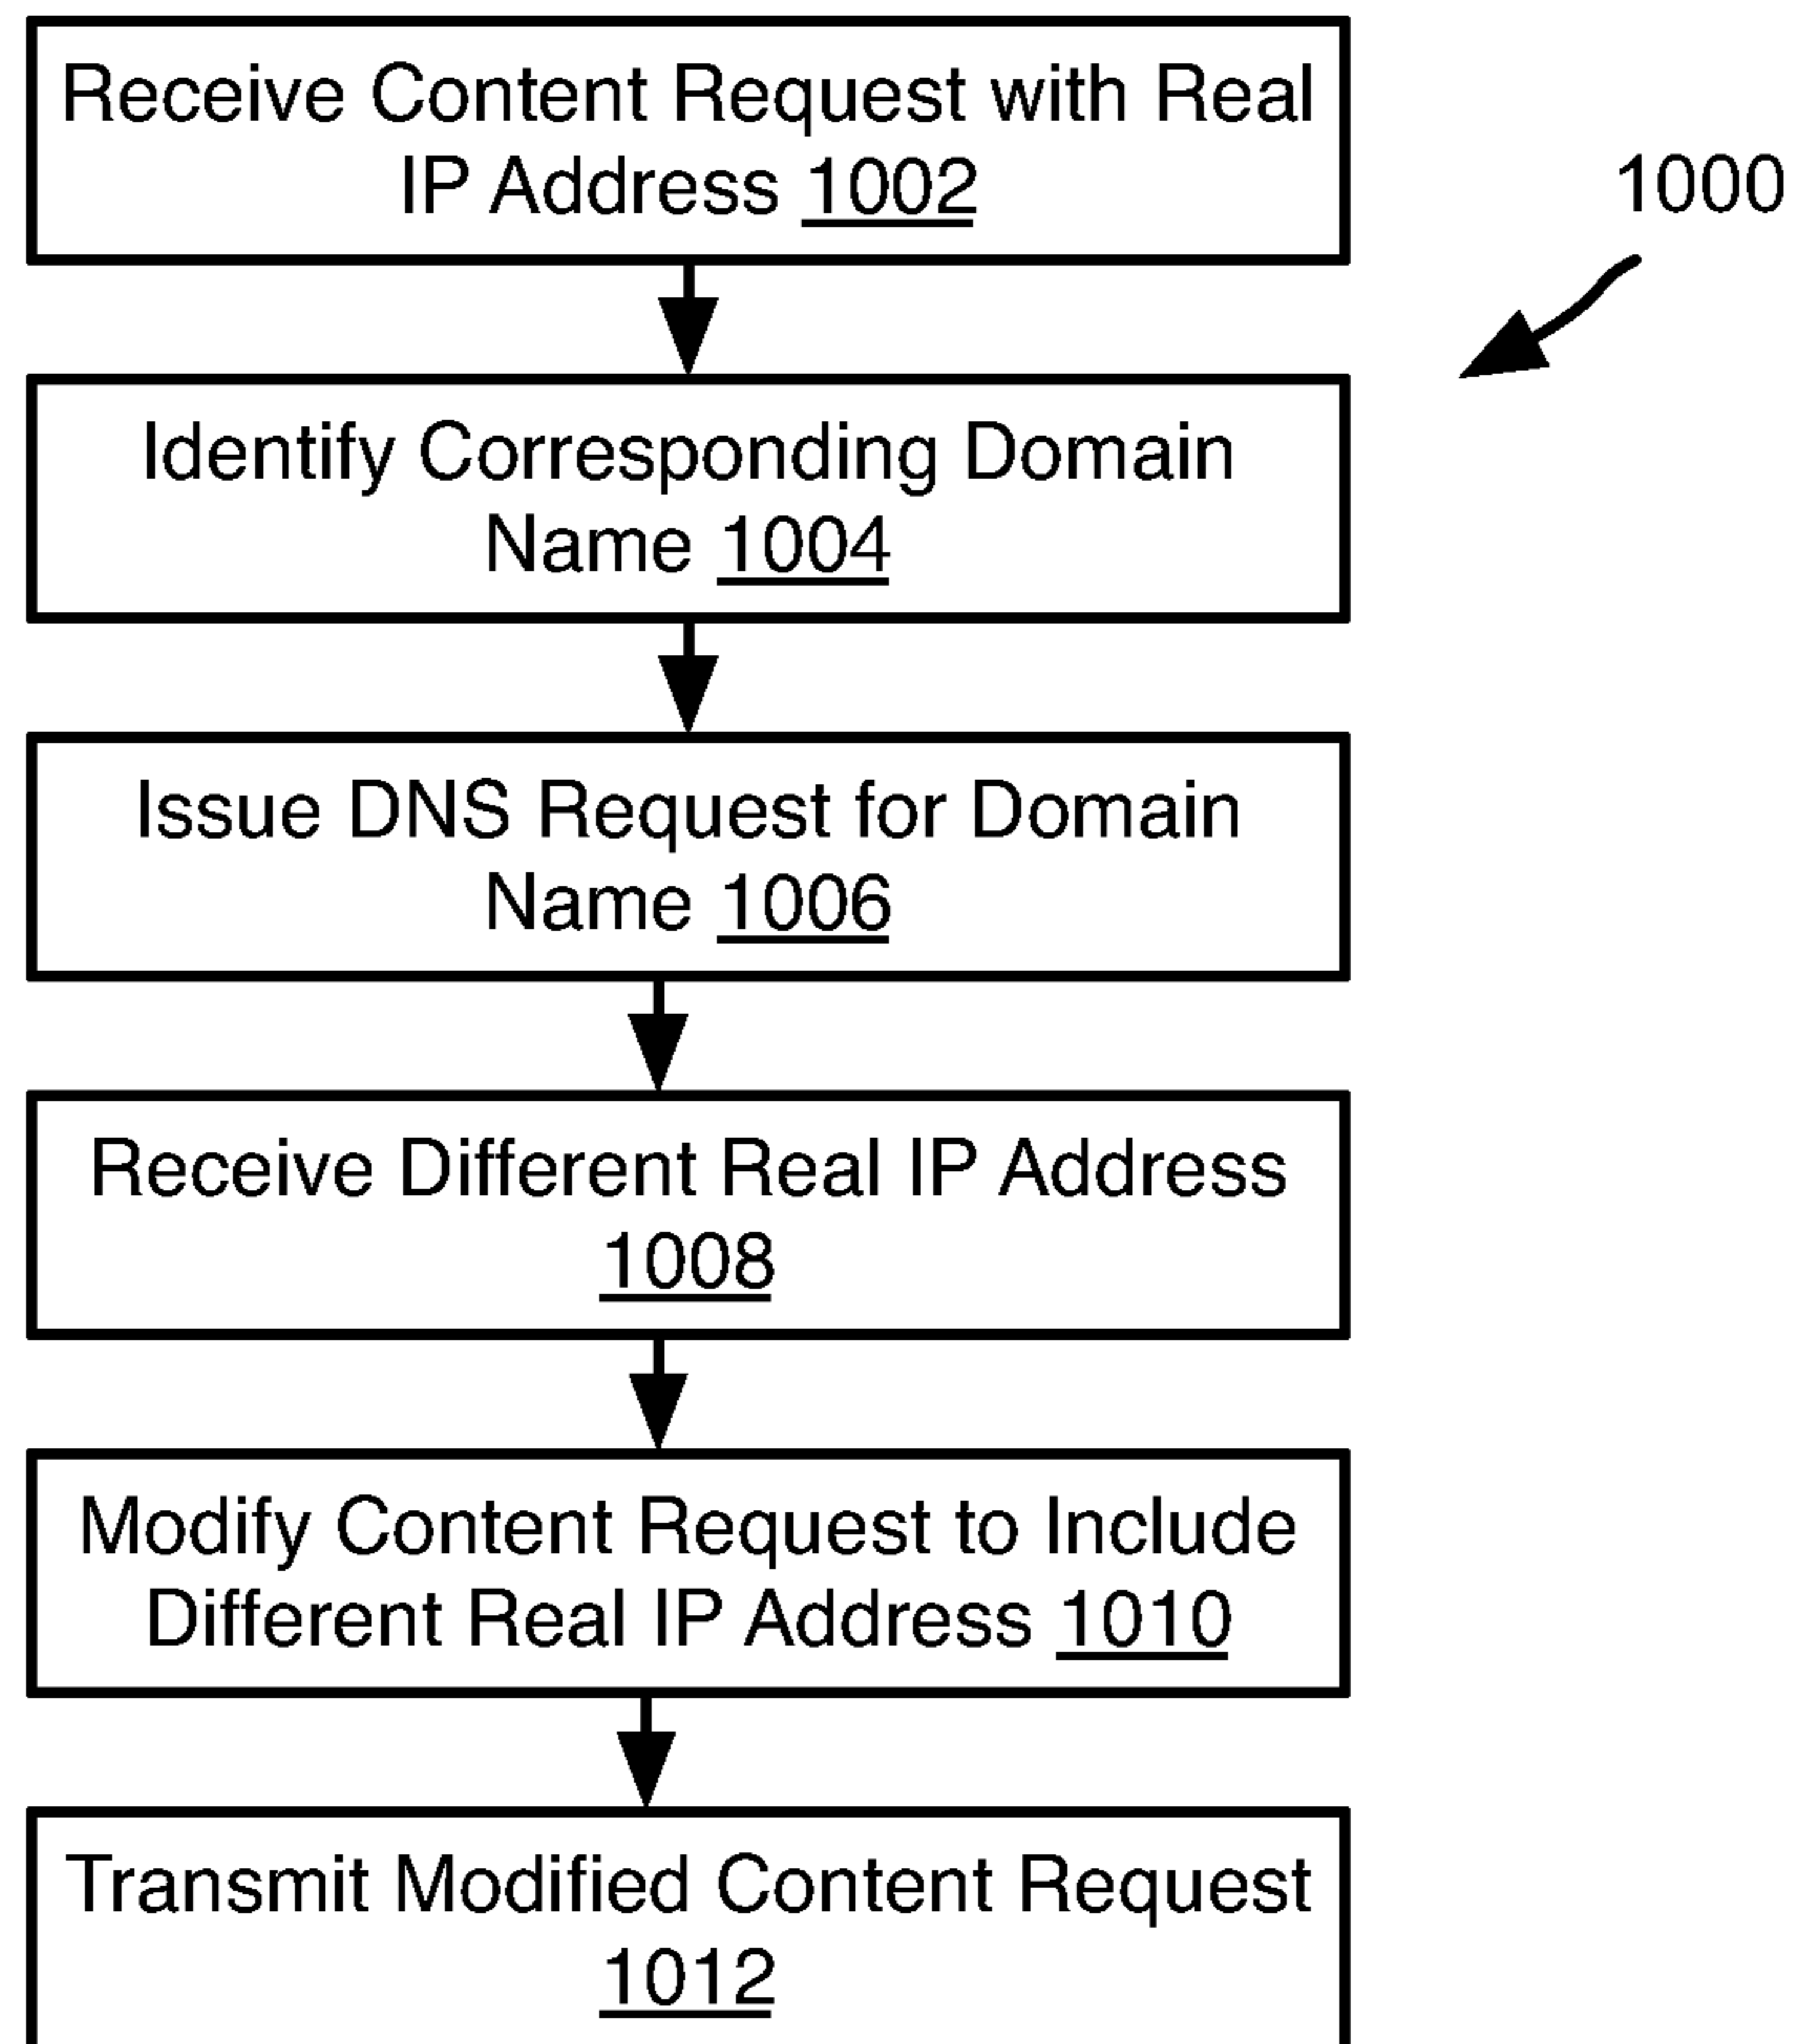 Receive Content Request with Real
IP Address 1002
1000
Identify Corresponding Domain
Name 1004
Issue DNS Request for Domain
Name 1006
Receive Different Real IP Address
1008
Modify Content Request to Include
Different Real IP Address 1010
Transmit Modified Content Request
1012